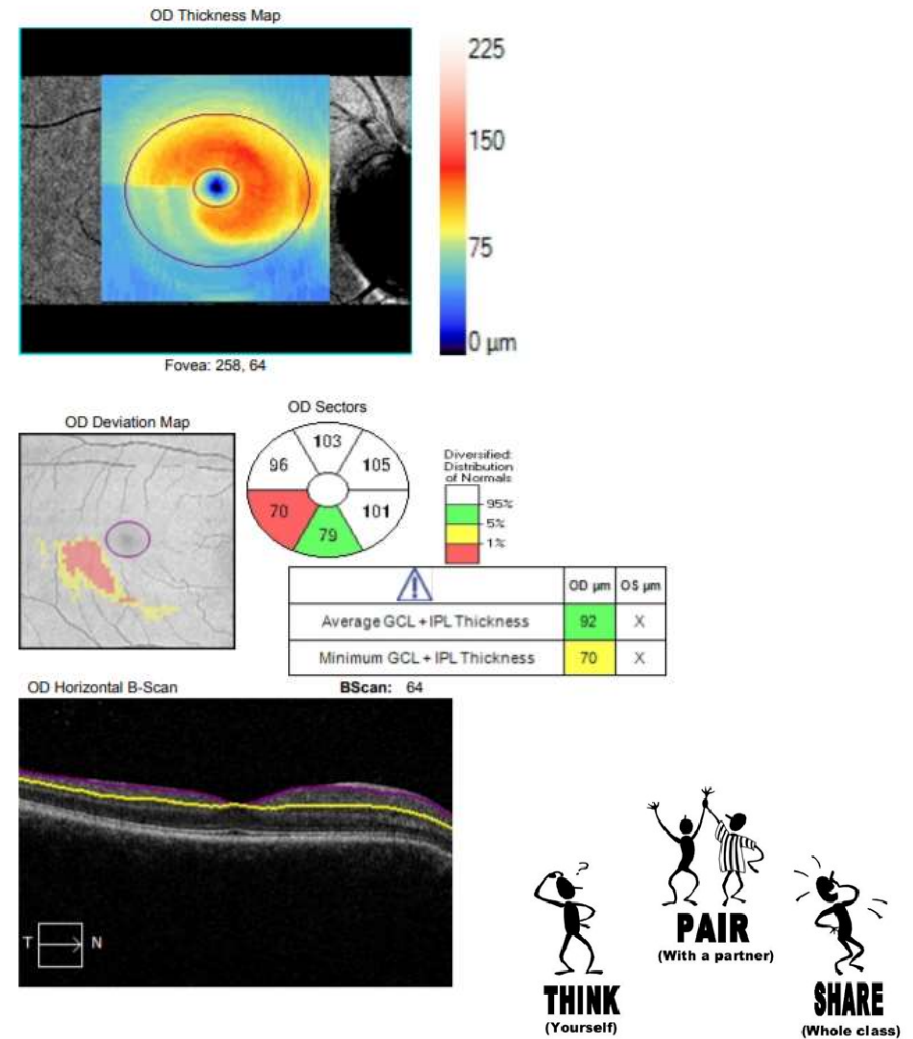 OD Thickness Map
225
150
75
0 µm
Fovea: 258, 64
OD Deviation Map
OD Sectors
103
96
105
70
101
79
Diversified:
Distribution
of Normals
95%
5%
1%
OD µm OS µm
Average GCL + IPL Thickness 92 X
Minimum GCL + IPL Thickness 70 X
OD Horizontal B-Scan
BScan: 64
T N
?
PAIR
(With a partner)
THINK
(Yourself)
SHARE
(Whole class)